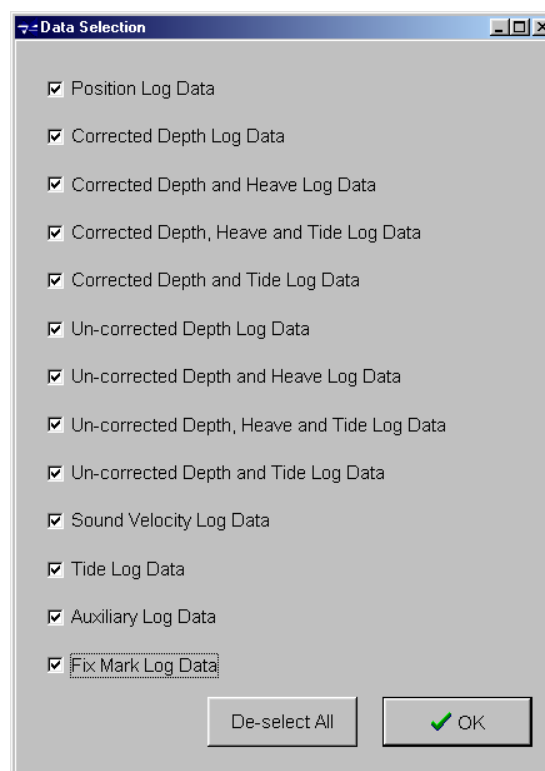 Data Selection
Position Log Data
Corrected Depth Log Data
Corrected Depth and Heave Log Data
Corrected Depth, Heave and Tide Log Data
Corrected Depth and Tide Log Data
Un-corrected Depth Log Data
Un-corrected Depth and Heave Log Data
Un-corrected Depth, Heave and Tide Log Data
Un-corrected Depth and Tide Log Data
Sound Velocity Log Data
Tide Log Data
Auxiliary Log Data
Fix Mark Log Data
De-select All
OK